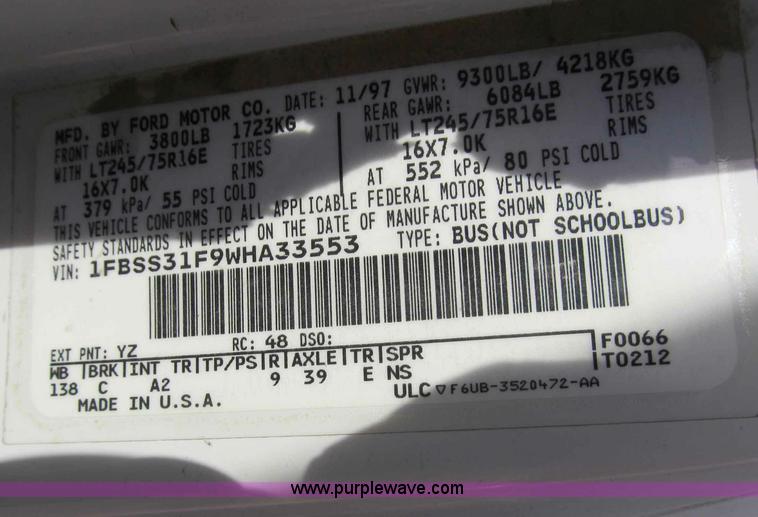 MFD. BY FORD MOTOR CO. DATE: 11/97 GVWR: 9300LB/ 4218KG
FRONT GAWR: 3800LB 1723KG REAR GAWR: 6084LB 2759KG
WITH LT245/75R16E TIRES WITH LT245/75R16E TIRES
16X7.0K RIMS 16X7.0K RIMS
AT 379 kPa/ 55 PSI COLD AT 552 kPa/ 80 PSI COLD
THIS VEHICLE CONFORMS TO ALL APPLICABLE FEDERAL MOTOR VEHICLE
SAFETY STANDARDS IN EFFECT ON THE DATE OF MANUFACTURE SHOWN ABOVE.
VIN: 1FBSS31F9WHA33553 TYPE: BUS(NOT SCHOOLBUS)
EXT PNT: YZ RC: 48 DSO: F0066
WB BRK INT TR TP/PS R AXLE TR SPR T0212
138 C A2 9 39 E NS
MADE IN U.S.A. ULC ▽F6UB-3520472-AA
www.purplewave.com